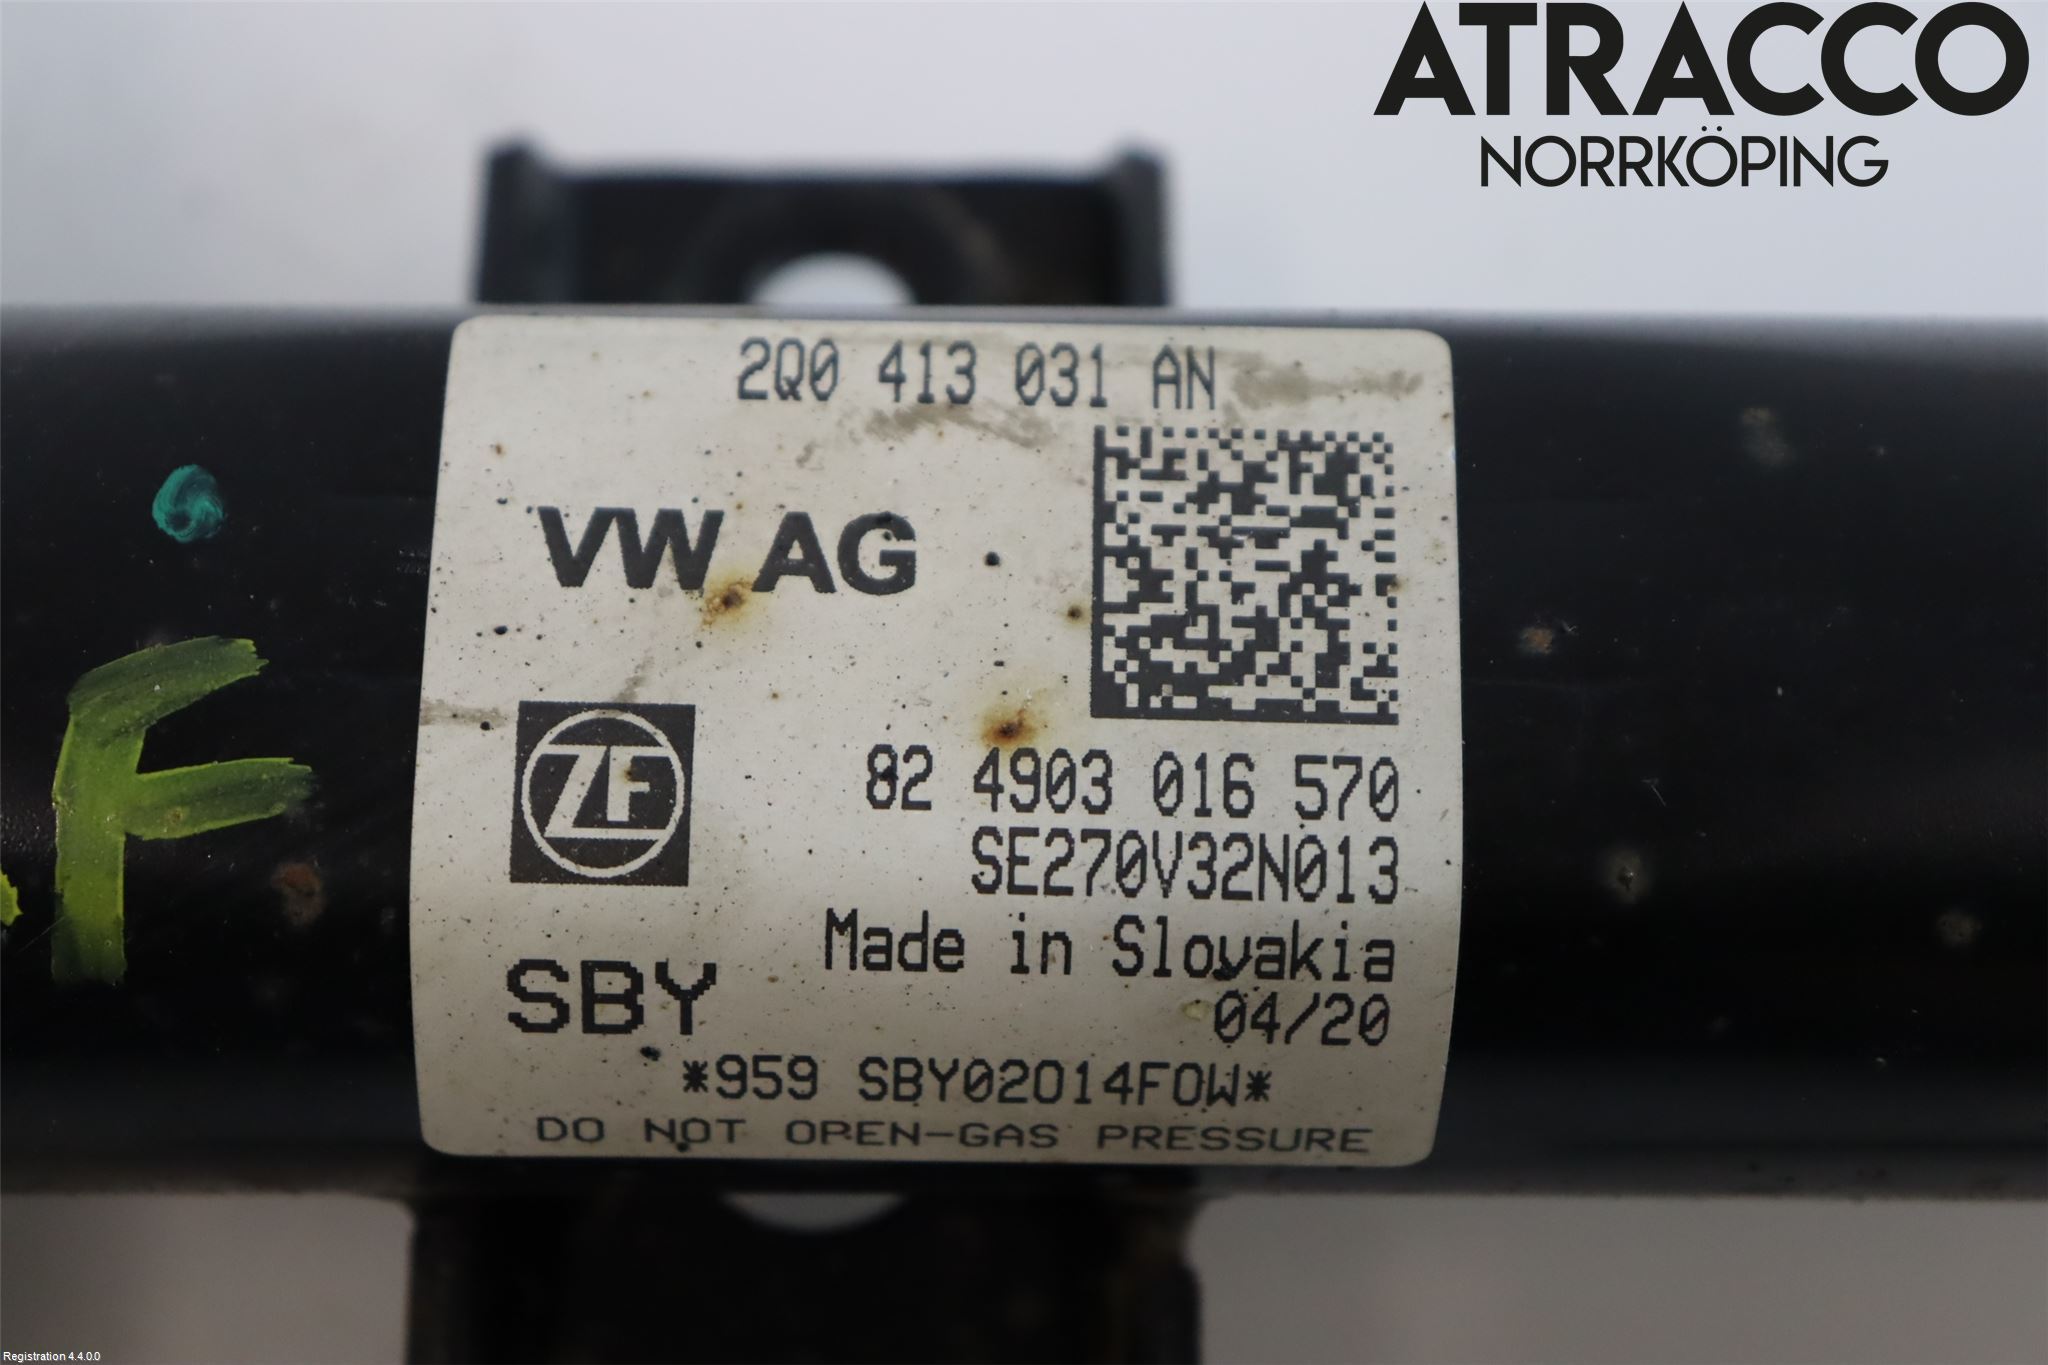 ATRACCO
NORRKÖPING
2Q0 413 031 AN
VW AG
82 4903 016 570
ZF
SE270V32N013
Made in Slovakia
SBY
04/20
*959 SBY02014F0W*
DO NOT OPEN-GAS PRESSURE
F
Registration 4.4.0.0